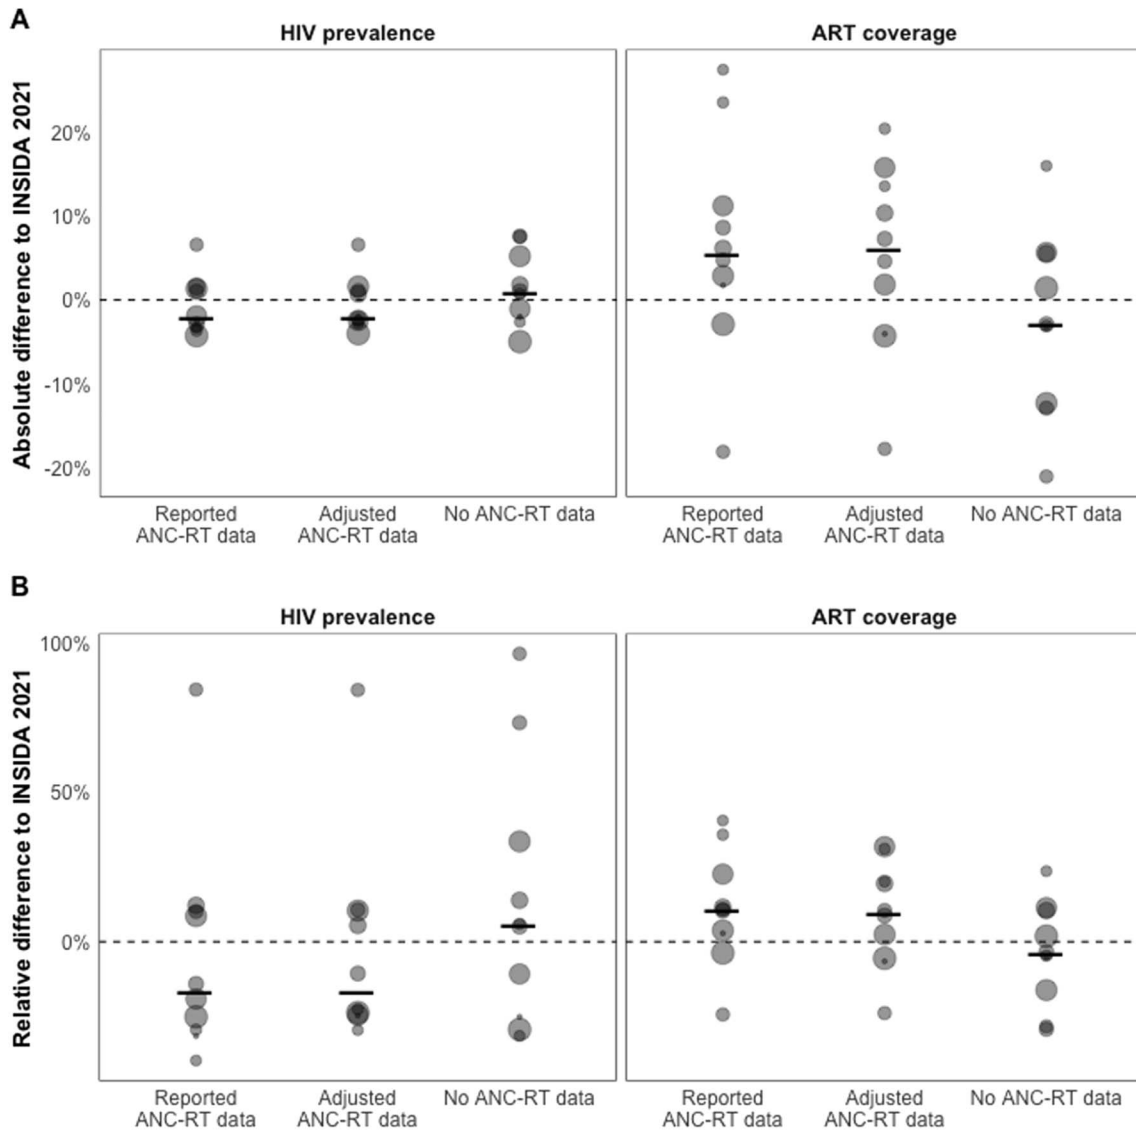 A
HIV prevalence
ART coverage
Absolute difference to INSIDA 2021
20%
10%
0%
-10%
-20%
Reported
ANC-RT data
Adjusted
ANC-RT data
No ANC-RT data
Reported
ANC-RT data
Adjusted
ANC-RT data
No ANC-RT data
B
HIV prevalence
ART coverage
Relative difference to INSIDA 2021
100%
50%
0%
Reported
ANC-RT data
Adjusted
ANC-RT data
No ANC-RT data
Reported
ANC-RT data
Adjusted
ANC-RT data
No ANC-RT data